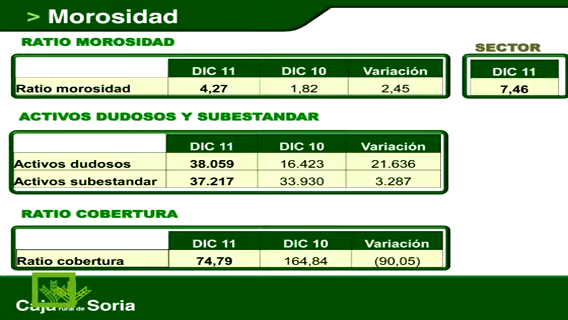 > Morosidad
RATIO MOROSIDAD
SECTOR
DIC 11 DIC 10 Variación
DIC 11
Ratio morosidad 4,27 1,82 2,45
7,46
ACTIVOS DUDOSOS Y SUBESTANDAR
DIC 11 DIC 10 Variación
Activos dudosos 38.059 16.423 21.636
Activos subestandar 37.217 33.930 3.287
RATIO COBERTURA
DIC 11 DIC 10 Variación
Ratio cobertura 74,79 164,84 (90,05)
Caja rural de Soria